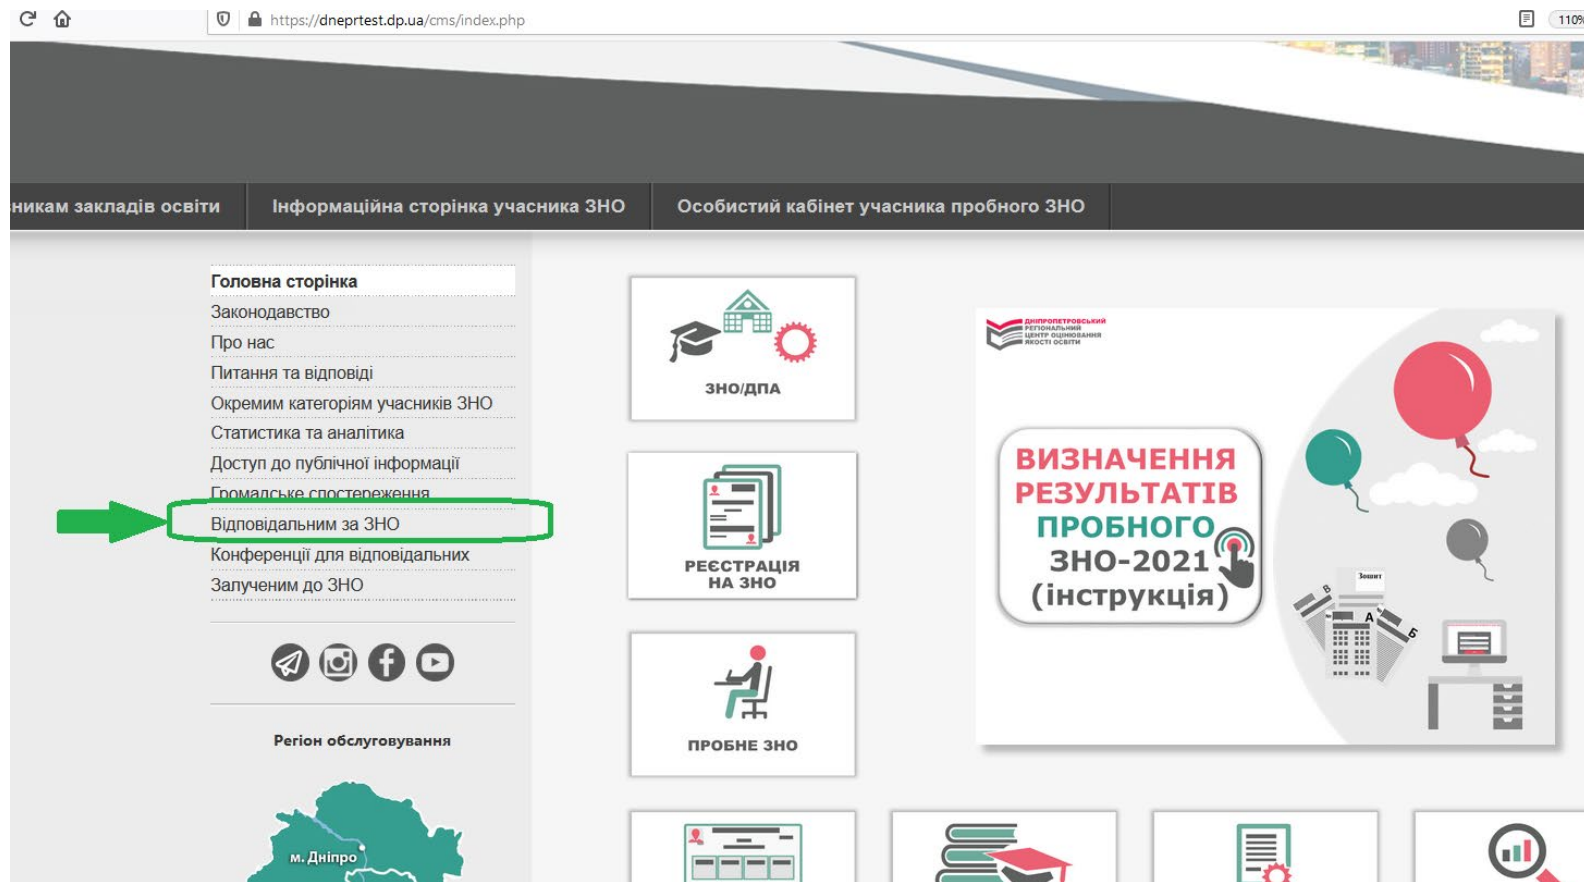 https://dneprtest.dp.ua/cms/index.php
110%
никам закладів освіти
Інформаційна сторінка учасника ЗНО
Особистий кабінет учасника пробного ЗНО
Головна сторінка
Законодавство
Про нас
Питання та відповіді
Окремим категоріям учасників ЗНО
Статистика та аналітика
Доступ до публічної інформації
Громадське спостереження
Відповідальним за ЗНО
Конференції для відповідальних
Залученим до ЗНО
Регіон обслуговування
м. Дніпро
ЗНО/ДПА
РЕЄСТРАЦІЯ
НА ЗНО
ПРОБНЕ ЗНО
ДНІПРОПЕТРОВСЬКИЙ
РЕГІОНАЛЬНИЙ
ЦЕНТР ОЦІНЮВАННЯ
ЯКОСТІ ОСВІТИ
ВИЗНАЧЕННЯ
РЕЗУЛЬТАТІВ
ПРОБНОГО
ЗНО-2021
(інструкція)
Зошит
В
А
Б